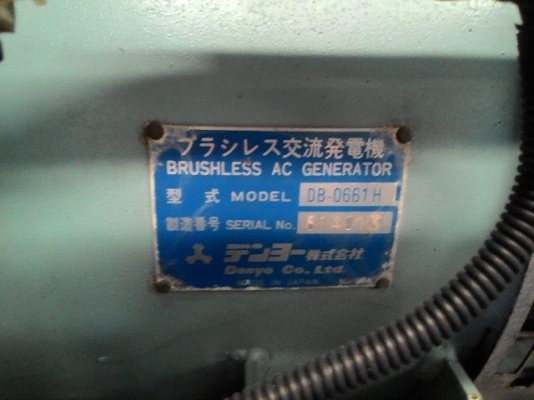 ブラシレス交流発電機
BRUSHLESS AC GENERATOR
型式 MODEL DB-0661H
製造番号 SERIAL No.
デンヨー株式会社
Denyo Co., Ltd.
MADE IN JAPAN